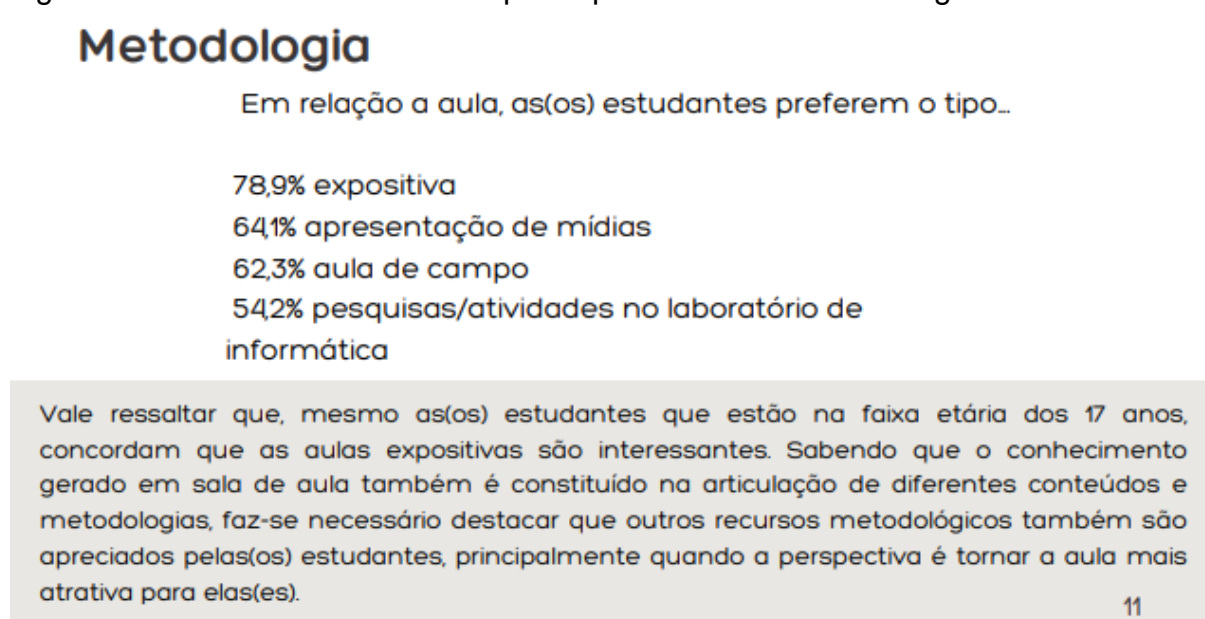 Metodologia
Em relação a aula, as(os) estudantes preferem o tipo...
78,9% expositiva
64,1% apresentação de mídias
62,3% aula de campo
54,2% pesquisas/atividades no laboratório de
informática
Vale ressaltar que, mesmo as(os) estudantes que estão na faixa etária dos 17 anos,
concordam que as aulas expositivas são interessantes. Sabendo que o conhecimento
gerado em sala de aula também é constituído na articulação de diferentes conteúdos e
metodologias, faz-se necessário destacar que outros recursos metodológicos também são
apreciados pelas(os) estudantes, principalmente quando a perspectiva é tornar a aula mais
atrativa para elas(es).
11